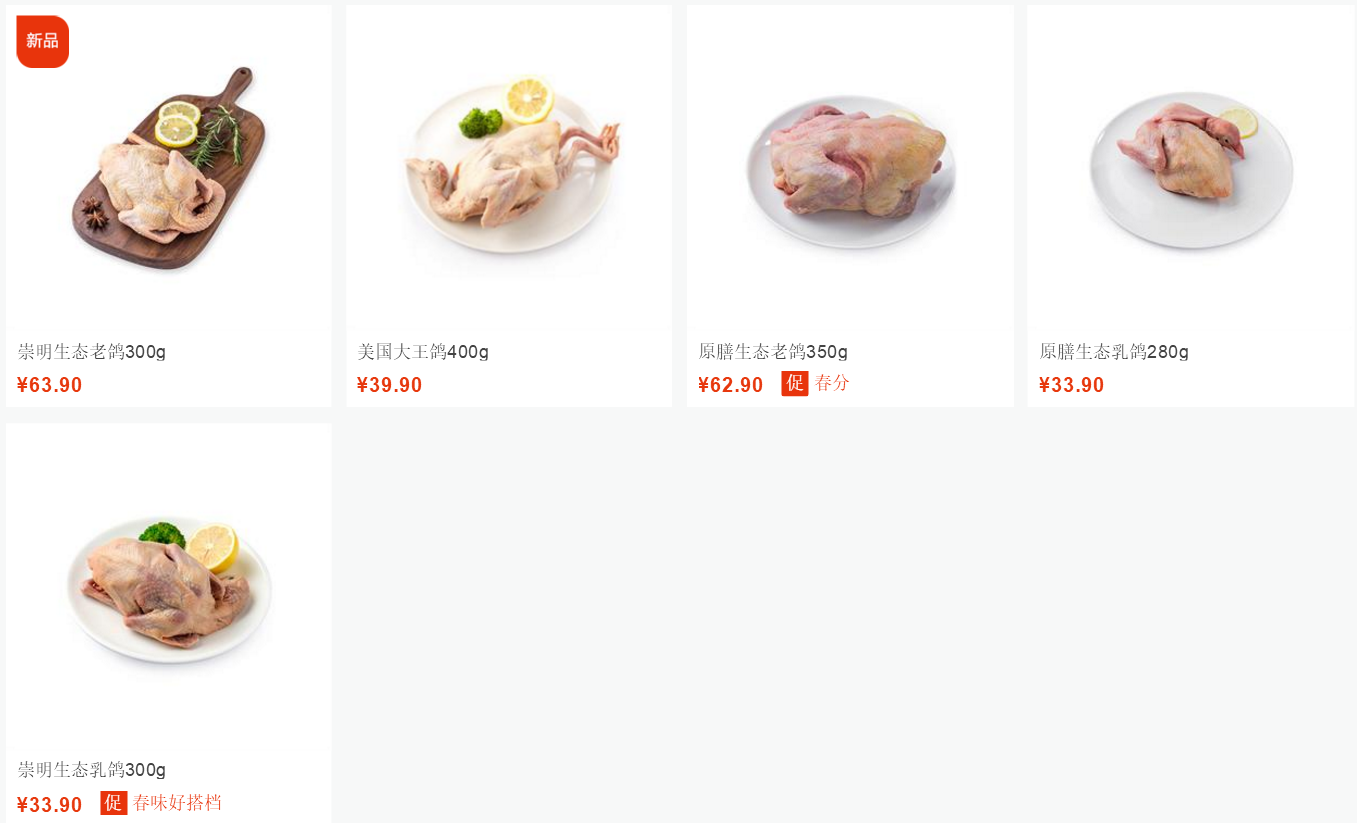 新品
崇明生态老鸽300g
¥63.90
美国大王鸽400g
¥39.90
原膳生态老鸽350g
¥62.90 促 春分
原膳生态乳鸽280g
¥33.90
崇明生态乳鸽300g
¥33.90 促 春味好搭档